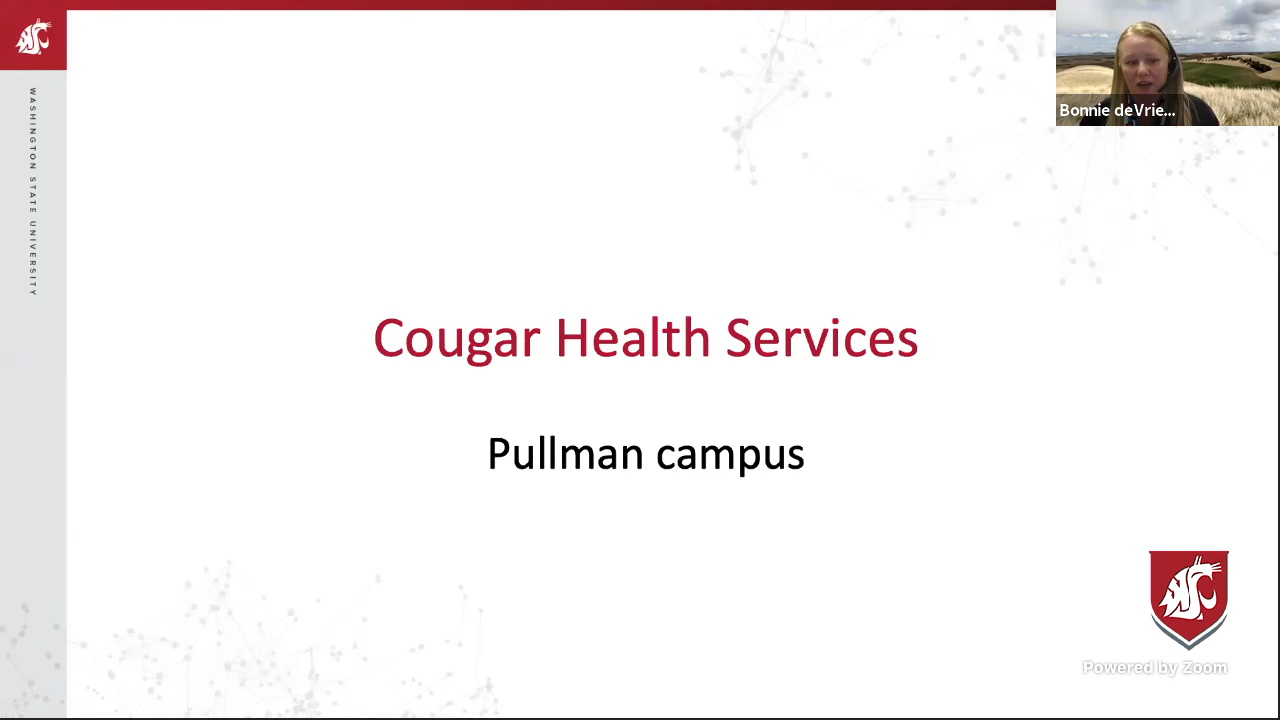 WASHINGTON STATE UNIVERSITY
Bonnie deVrie...
Cougar Health Services
Pullman campus
Powered by Zoom